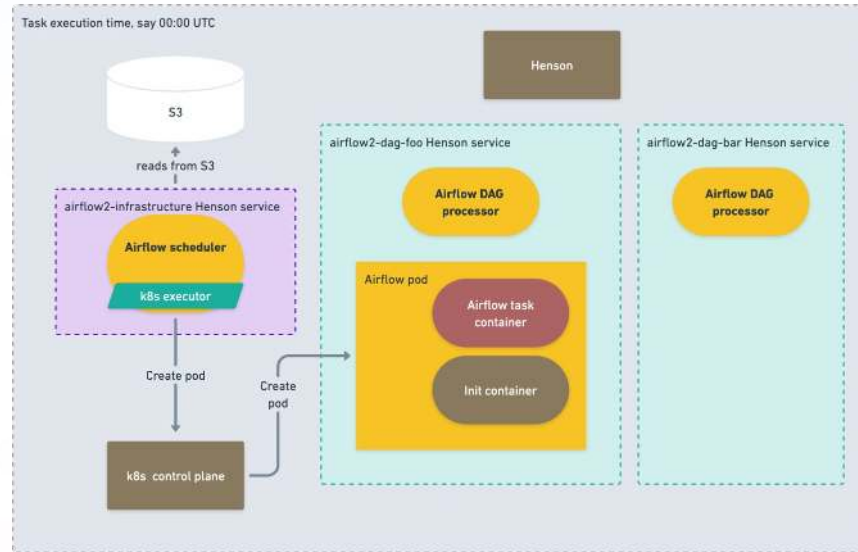 Task execution time, say 00:00 UTC
Henson
S3
reads from S3
airflow2-infrastructure Henson service
Airflow scheduler
k8s executor
Create pod
k8s control plane
Create
pod
airflow2-dag-foo Henson service
Airflow DAG
processor
Airflow pod
Airflow task
container
Init container
airflow2-dag-bar Henson service
Airflow DAG
processor